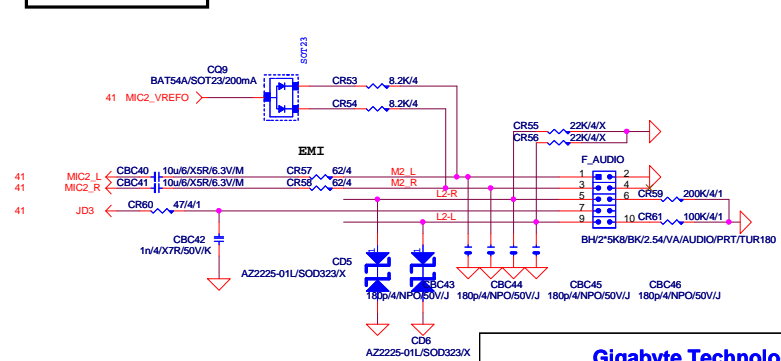 SOT23
CQ9
BAT54A/SOT23/200mA
CR53 8.2K/4
41 MIC2_VREFO
CR54 8.2K/4
CR55 22K/4/X
CR56 22K/4/X
EMI
F_AUDIO
41 MIC2_L CBC40 10u/6/X5R/6.3V/M CR57 62/4 M2_L 1 2
41 MIC2_R CBC41 10u/6/X5R/6.3V/M CR58 62/4 M2_R 3 4
L2-R 5 6 CR59 200K/4/1
41 JD3 CR60 47/4/1 7
L2-L 9 10 CR61 100K/4/1
CBC42
1n/4/X7R/50V/K
BH/2*5K8/BK/2.54/VA/AUDIO/PRT/TUR180
CD5
AZ2225-01L/SOD323/X
CBC43 CBC44 CBC45 CBC46
180p/4/NPO/50V/J 180p/4/NPO/50V/J 180p/4/NPO/50V/J 180p/4/NPO/50V/J
CD6
AZ2225-01L/SOD323/X
Gigabyte Technolo